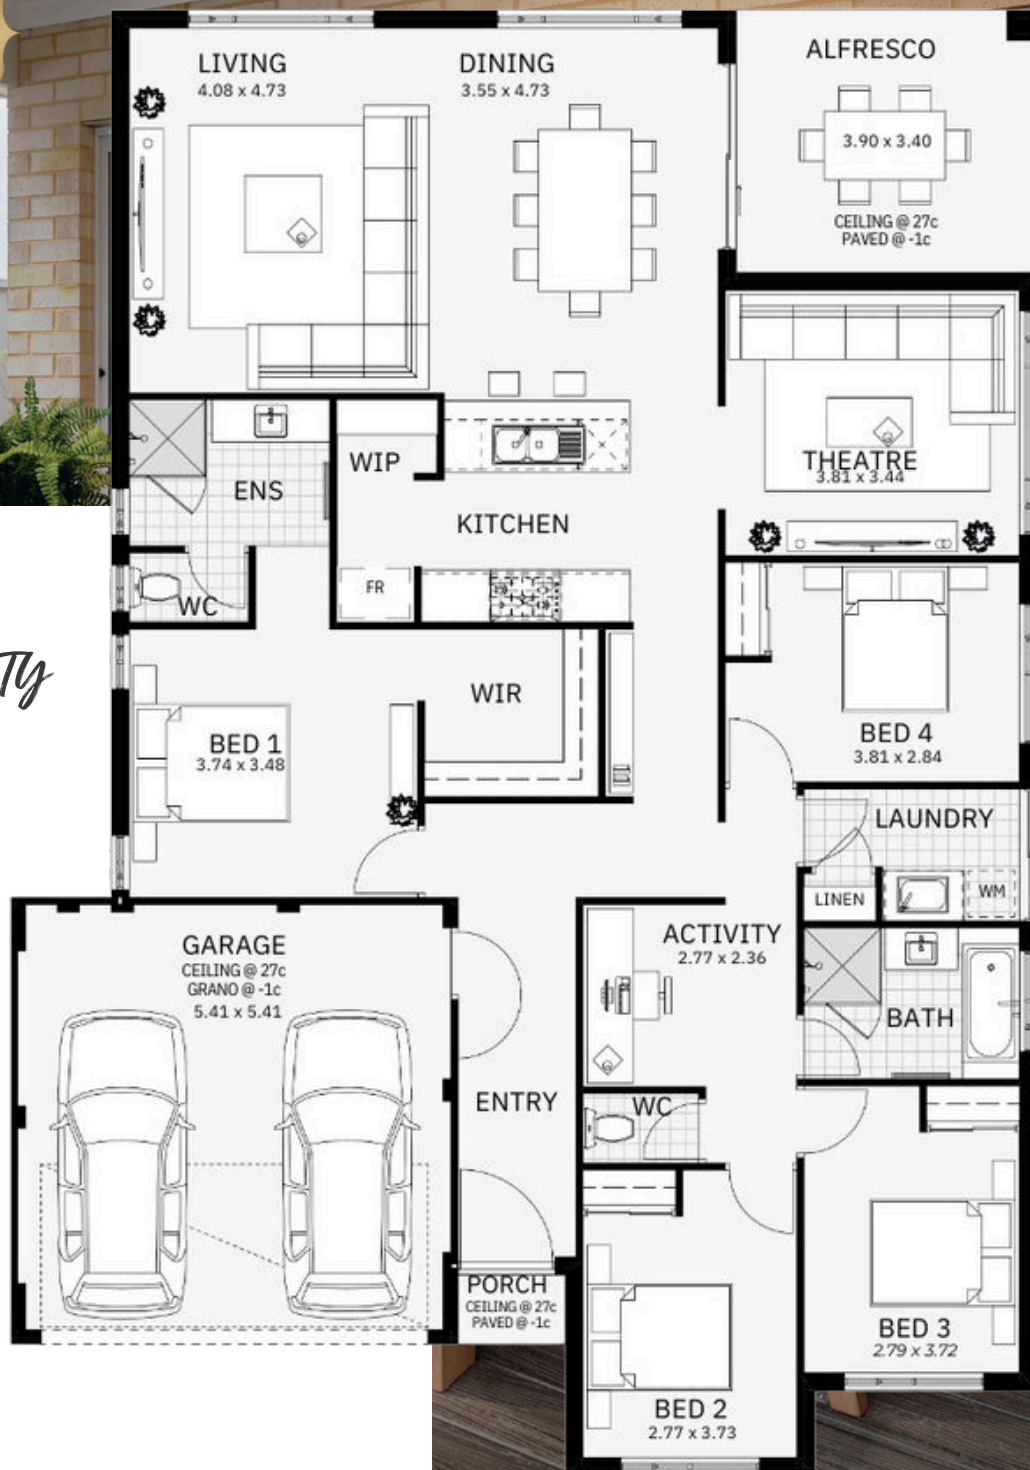 LIVING
4.08 x 4.73
DINING
3.55 x 4.73
ALFRESCO
3.90 x 3.40
CEILING @ 27c
PAVED @ -1c
THEATRE
3.81 x 3.44
WIP
ENS
KITCHEN
FR
WC
WIR
BED 1
3.74 x 3.48
BED 4
3.81 x 2.84
LAUNDRY
LINEN
WM
TY
GARAGE
CEILING @ 27c
GRANO @ -1c
5.41 x 5.41
ACTIVITY
2.77 x 2.36
BATH
ENTRY
WC
PORCH
CEILING @ 27c
PAVED @ -1c
BED 3
2.79 x 3.72
BED 2
2.77 x 3.73